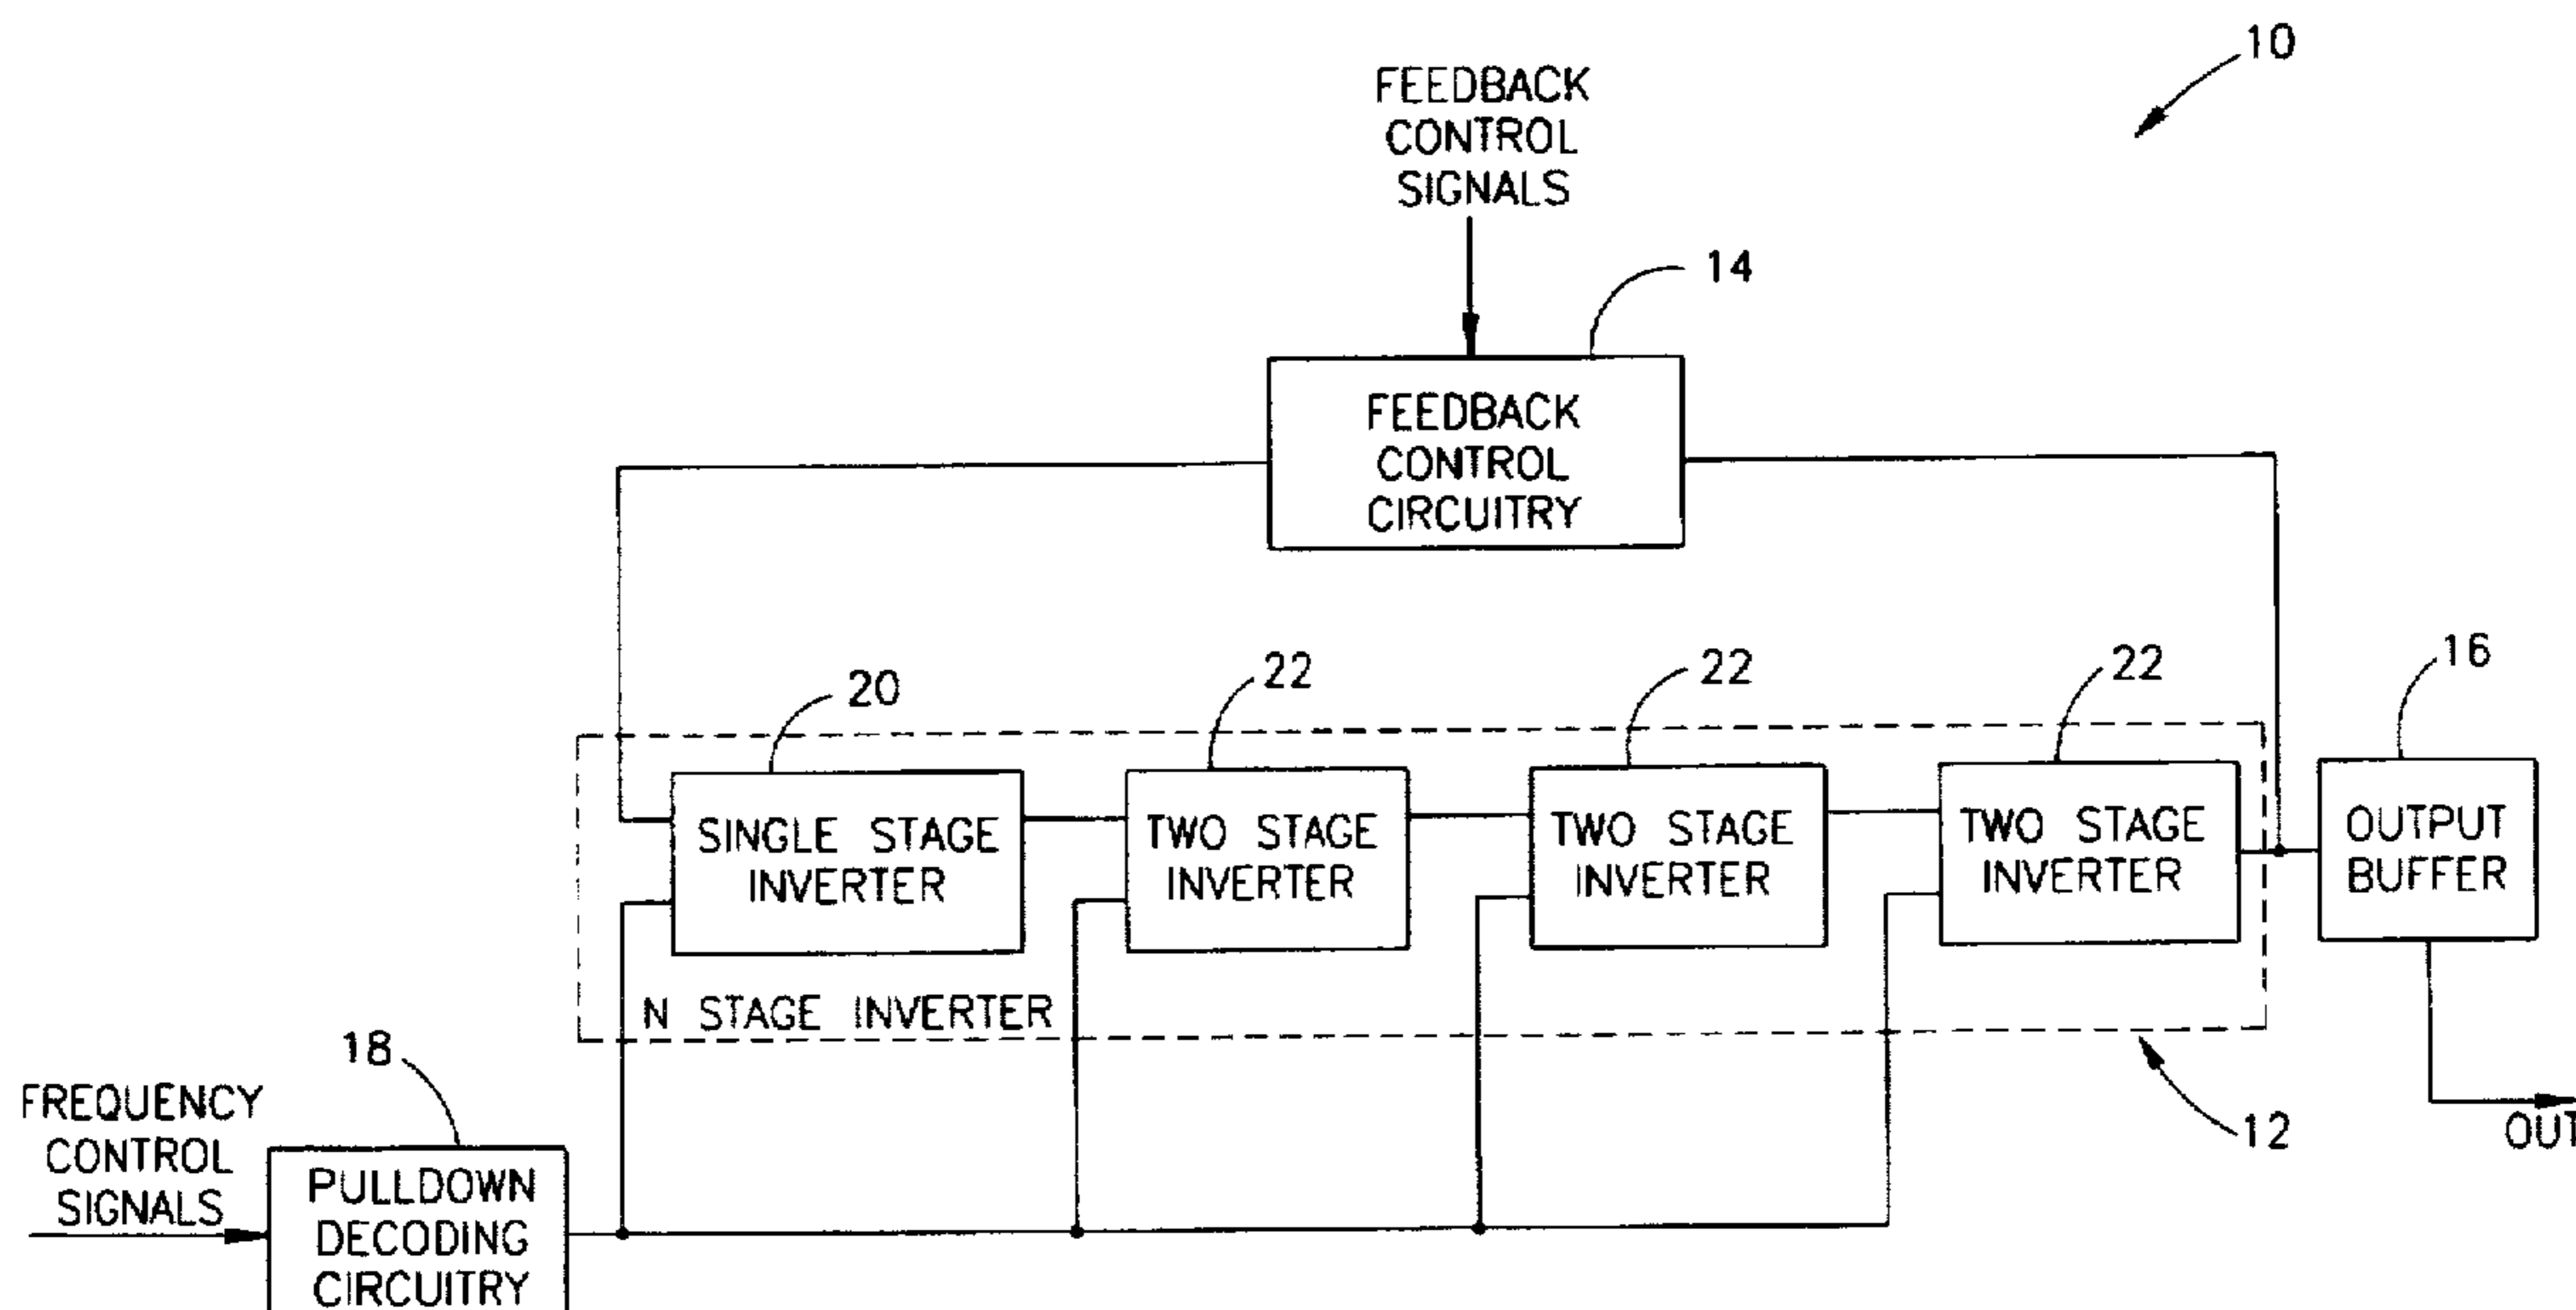 10
FEEDBACK
CONTROL
SIGNALS
14
FEEDBACK
CONTROL
CIRCUITRY
20
22
22
22
16
SINGLE STAGE
INVERTER
TWO STAGE
INVERTER
TWO STAGE
INVERTER
TWO STAGE
INVERTER
OUTPUT
BUFFER
N STAGE INVERTER
18
12
OUT
FREQUENCY
CONTROL
SIGNALS
PULLDOWN
DECODING
CIRCUITRY